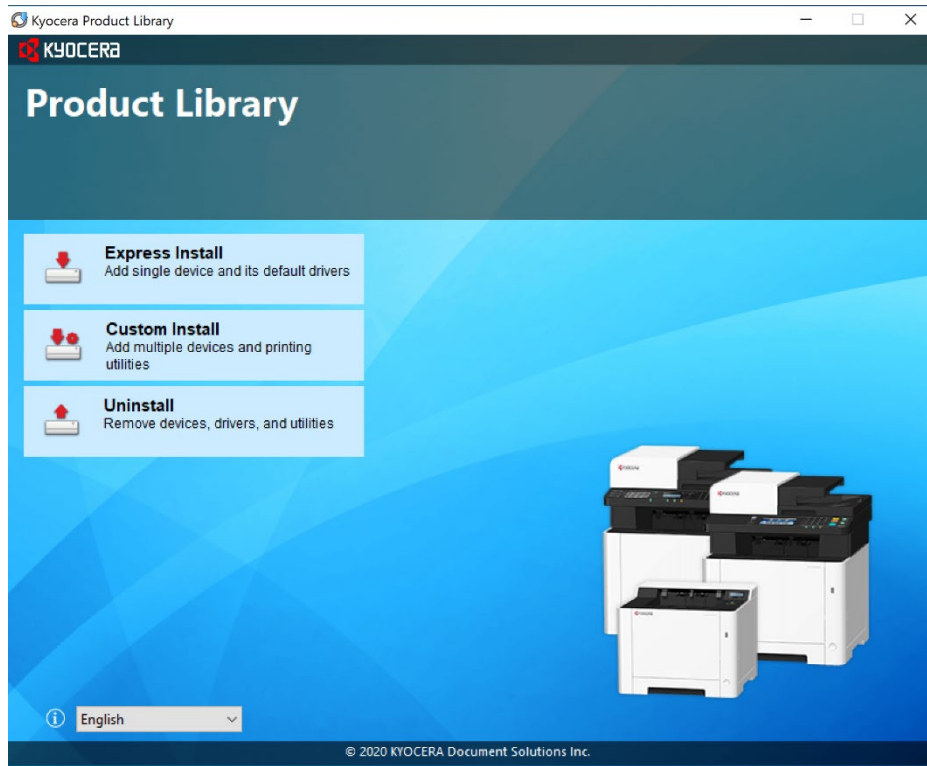 Kyocera Product Library
KYOCERA
Product Library
Express Install
Add single device and its default drivers
Custom Install
Add multiple devices and printing
utilities
Uninstall
Remove devices, drivers, and utilities
English
© 2020 KYOCERA Document Solutions Inc.